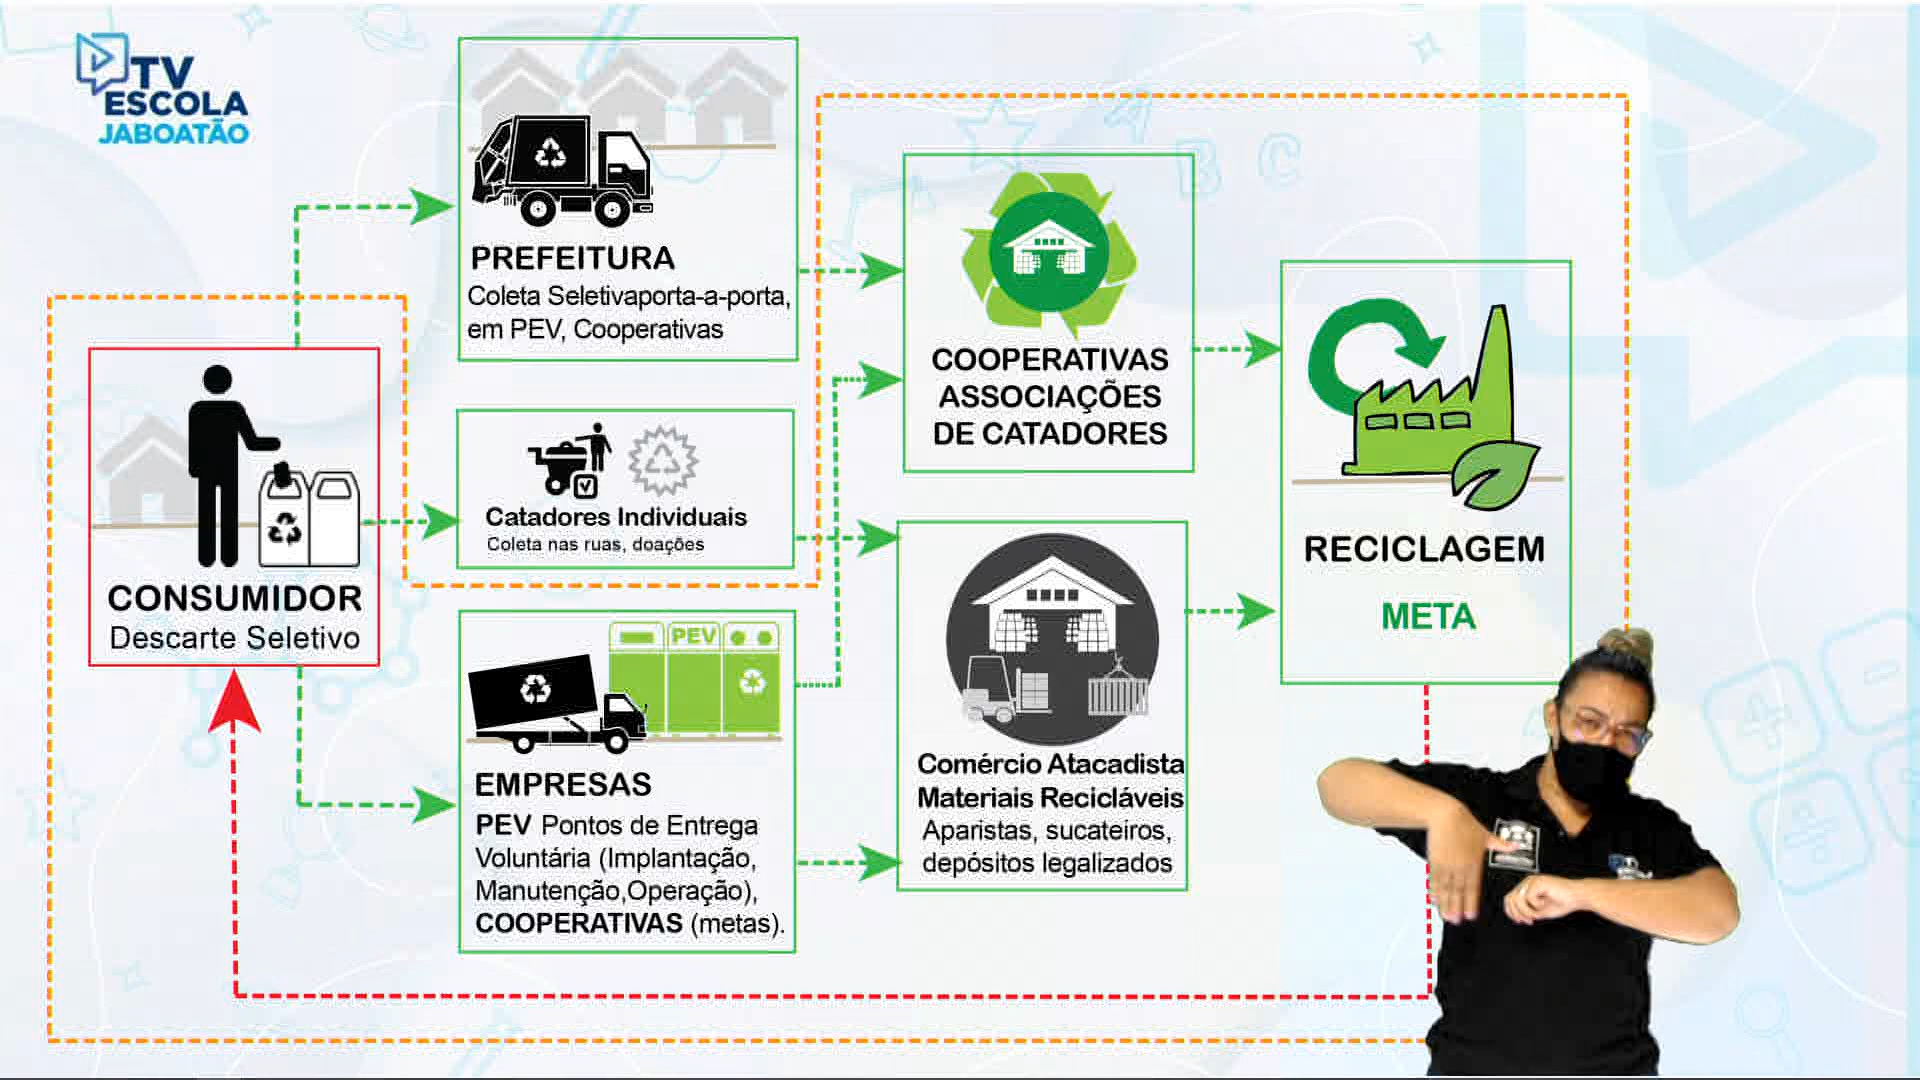 TV
ESCOLA
JABOATÃO
PREFEITURA
Coleta Seletivaporta-a-porta,
em PEV, Cooperativas
CONSUMIDOR
Descarte Seletivo
Catadores Individuais
Coleta nas ruas, doações
PEV
EMPRESAS
PEV Pontos de Entrega
Voluntária (Implantação,
Manutenção,Operação),
COOPERATIVAS (metas).
COOPERATIVAS
ASSOCIAÇÕES
DE CATADORES
Comércio Atacadista
Materiais Recicláveis
Aparistas, sucateiros,
depósitos legalizados
RECICLAGEM
META
A
B C